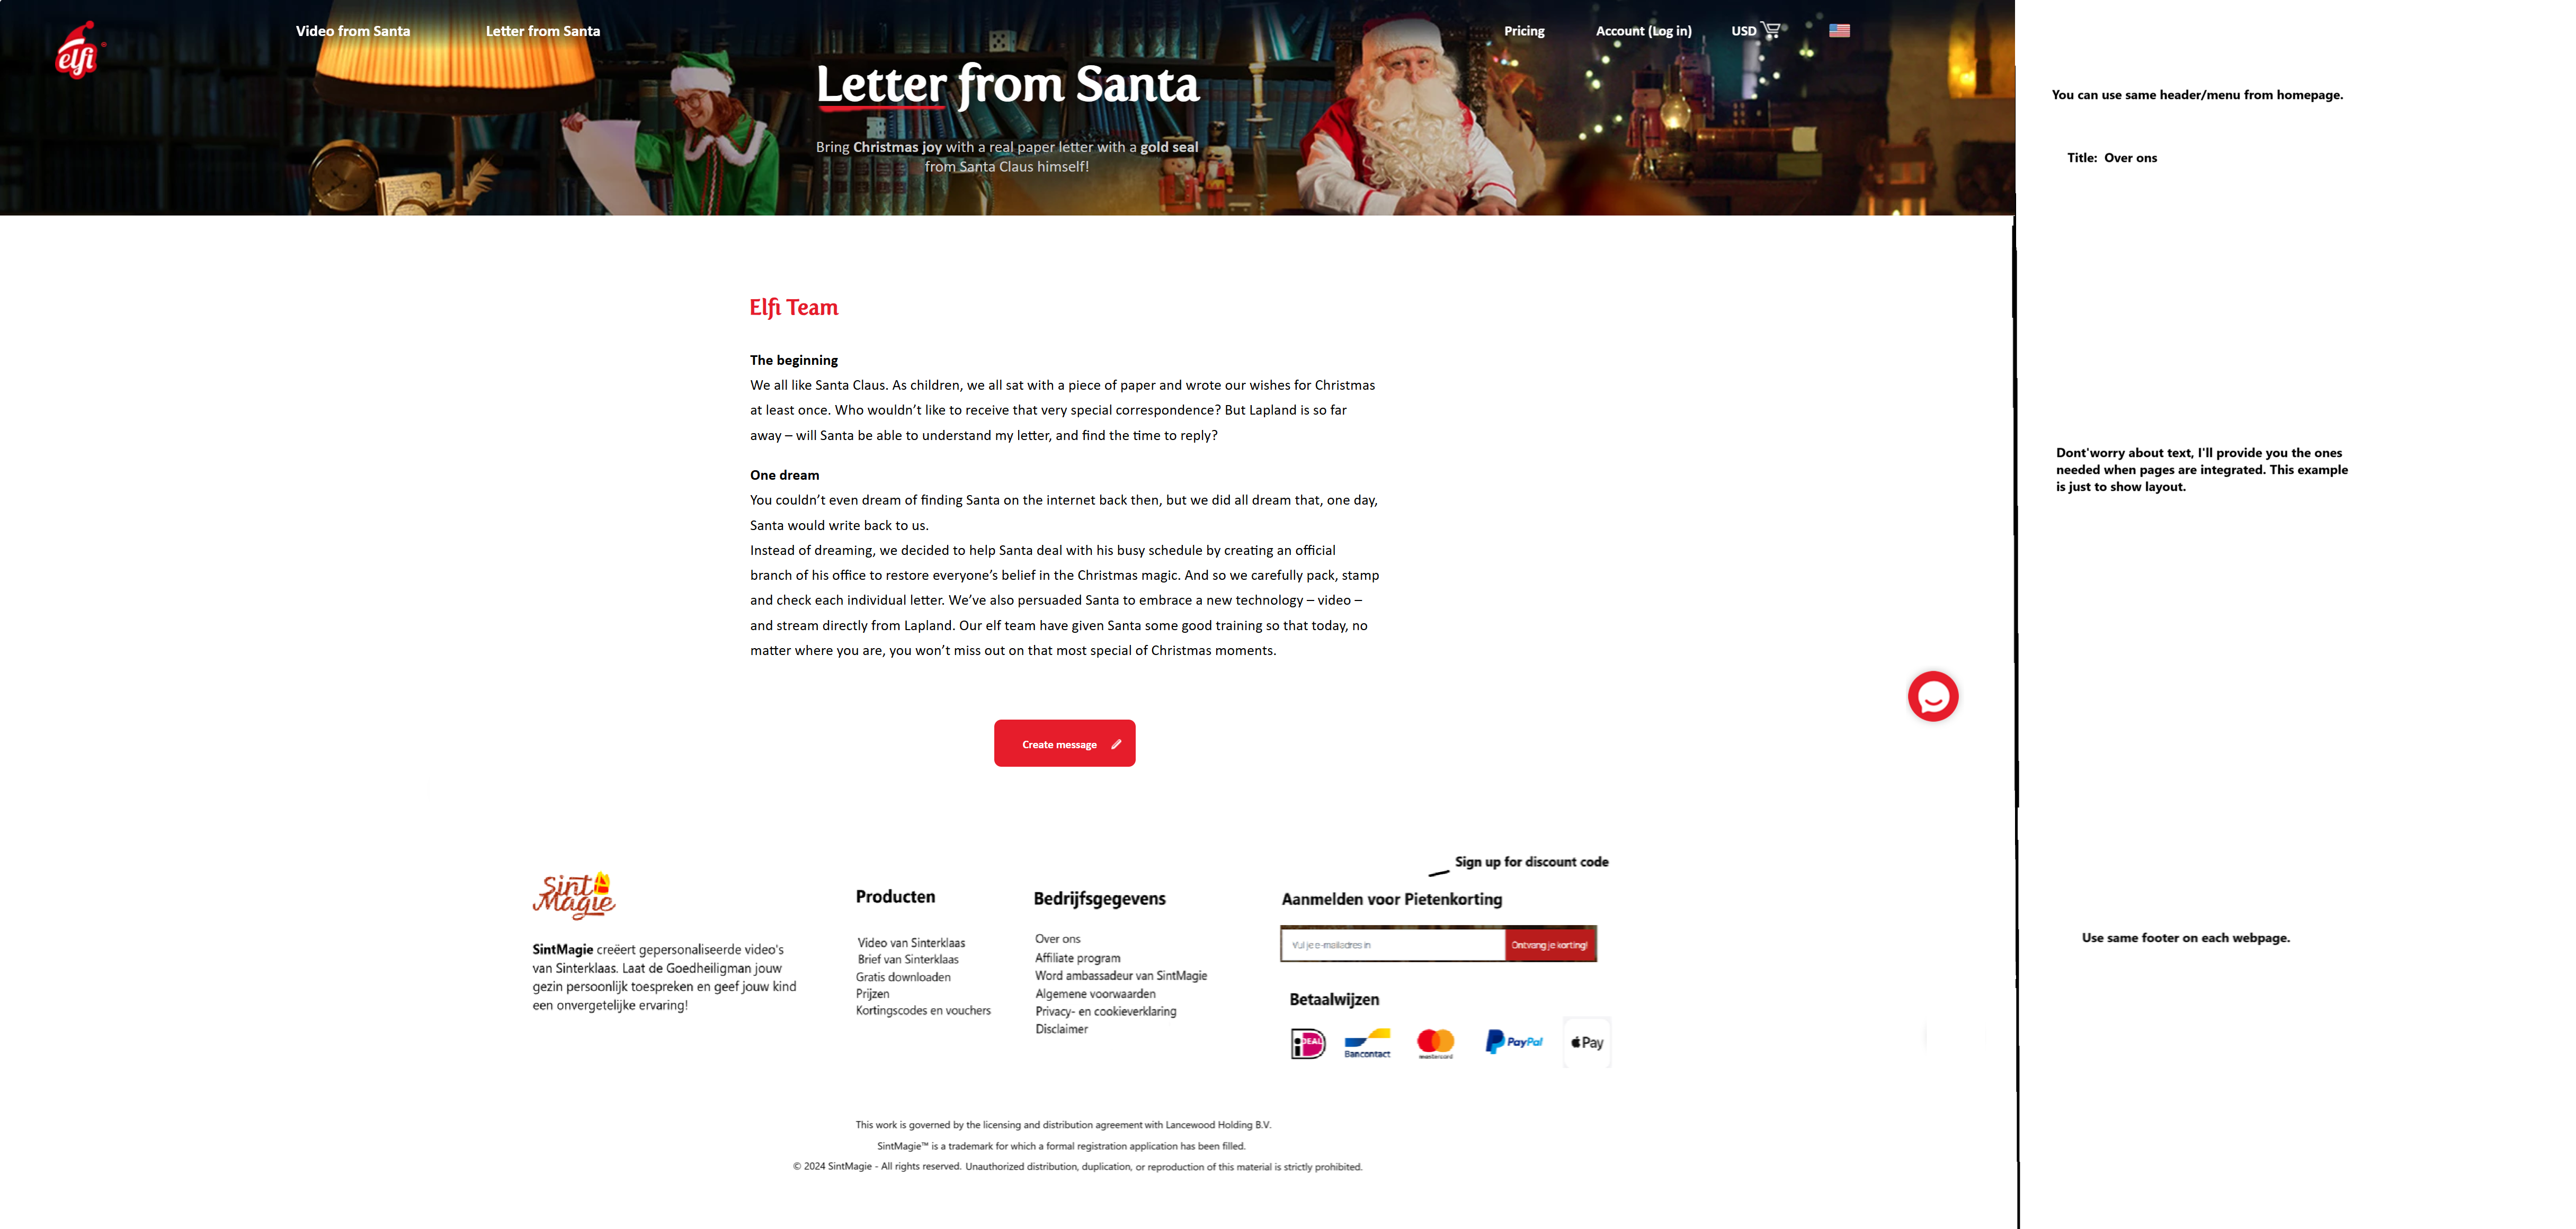 elfi
Video from Santa
Letter from Santa
Pricing
Account (Log in)
USD
Letter from Santa
Bring Christmas joy with a real paper letter with a gold seal
from Santa Claus himself!
You can use same header/menu from homepage.
Title: Over ons
Elfi Team
The beginning
We all like Santa Claus. As children, we all sat with a piece of paper and wrote our wishes for Christmas
at least once. Who wouldn’t like to receive that very special correspondence? But Lapland is so far
away – will Santa be able to understand my letter, and find the time to reply?
One dream
You couldn’t even dream of finding Santa on the internet back then, but we did all dream that, one day,
Santa would write back to us.
Instead of dreaming, we decided to help Santa deal with his busy schedule by creating an official
branch of his office to restore everyone’s belief in the Christmas magic. And so we carefully pack, stamp
and check each individual letter. We’ve also persuaded Santa to embrace a new technology – video –
and stream directly from Lapland. Our elf team have given Santa some good training so that today, no
matter where you are, you won’t miss out on that most special of Christmas moments.
Dont'worry about text, I'll provide you the ones
needed when pages are integrated. This example
is just to show layout.
Create message
Sint
Magie
SintMagie creëert gepersonaliseerde video's
van Sinterklaas. Laat de Goedheiligman jouw
gezin persoonlijk toespreken en geef jouw kind
een onvergetelijke ervaring!
Producten
Video van Sinterklaas
Brief van Sinterklaas
Gratis downloaden
Prijzen
Kortingscodes en vouchers
Bedrijfsgegevens
Over ons
Affiliate program
Word ambassadeur van SintMagie
Algemene voorwaarden
Privacy- en cookieverklaring
Disclaimer
Sign up for discount code
Aanmelden voor Pietenkorting
Vul je e-mailadres in
Ontvang je korting!
Betaalwijzen
iDEAL
Bancontact
mastercard
PayPal
Pay
Use same footer on each webpage.
This work is governed by the licensing and distribution agreement with Lancewood Holding B.V.
SintMagie™ is a trademark for which a formal registration application has been filled.
© 2024 SintMagie - All rights reserved. Unauthorized distribution, duplication, or reproduction of this material is strictly prohibited.